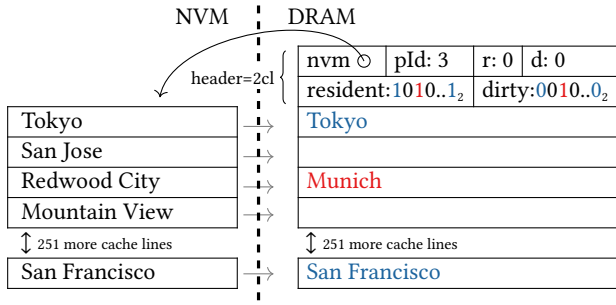 NVM DRAM
nvm pId: 3 r: 0 d: 0
header=2cl
resident:1010..1₂ dirty:0010..0₂
Tokyo Tokyo
San Jose
Redwood City Munich
Mountain View
251 more cache lines 251 more cache lines
San Francisco San Francisco